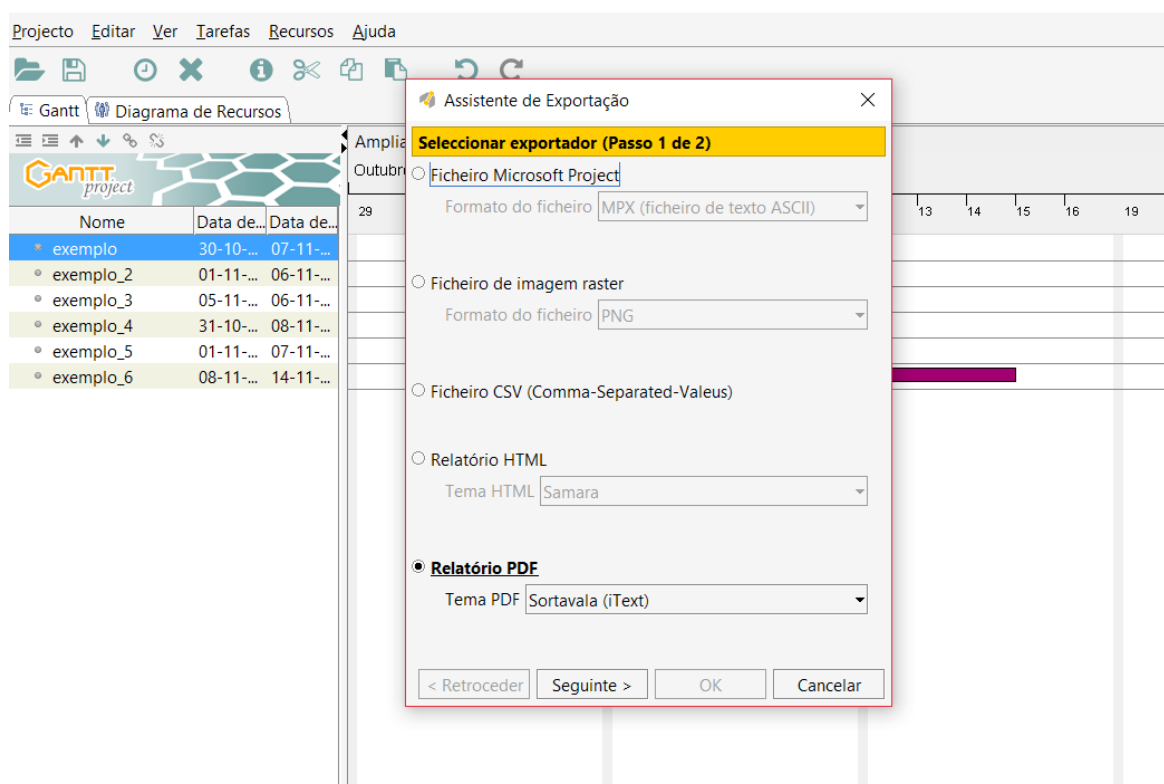 Projecto Editar Ver Tarefas Recursos Ajuda
Gantt Diagrama de Recursos
GANTT
project
Nome Data de... Data de...
exemplo 30-10-... 07-11-...
exemplo_2 01-11-... 06-11-...
exemplo_3 05-11-... 06-11-...
exemplo_4 31-10-... 08-11-...
exemplo_5 01-11-... 07-11-...
exemplo_6 08-11-... 14-11-...
Amplia
Outubr
29 13 14 15 16 19
Assistente de Exportação
Seleccionar exportador (Passo 1 de 2)
Ficheiro Microsoft Project
Formato do ficheiro MPX (ficheiro de texto ASCII)
Ficheiro de imagem raster
Formato do ficheiro PNG
Ficheiro CSV (Comma-Separated-Valeus)
Relatório HTML
Tema HTML Samara
Relatório PDF
Tema PDF Sortavala (iText)
< Retroceder Seguinte > OK Cancelar